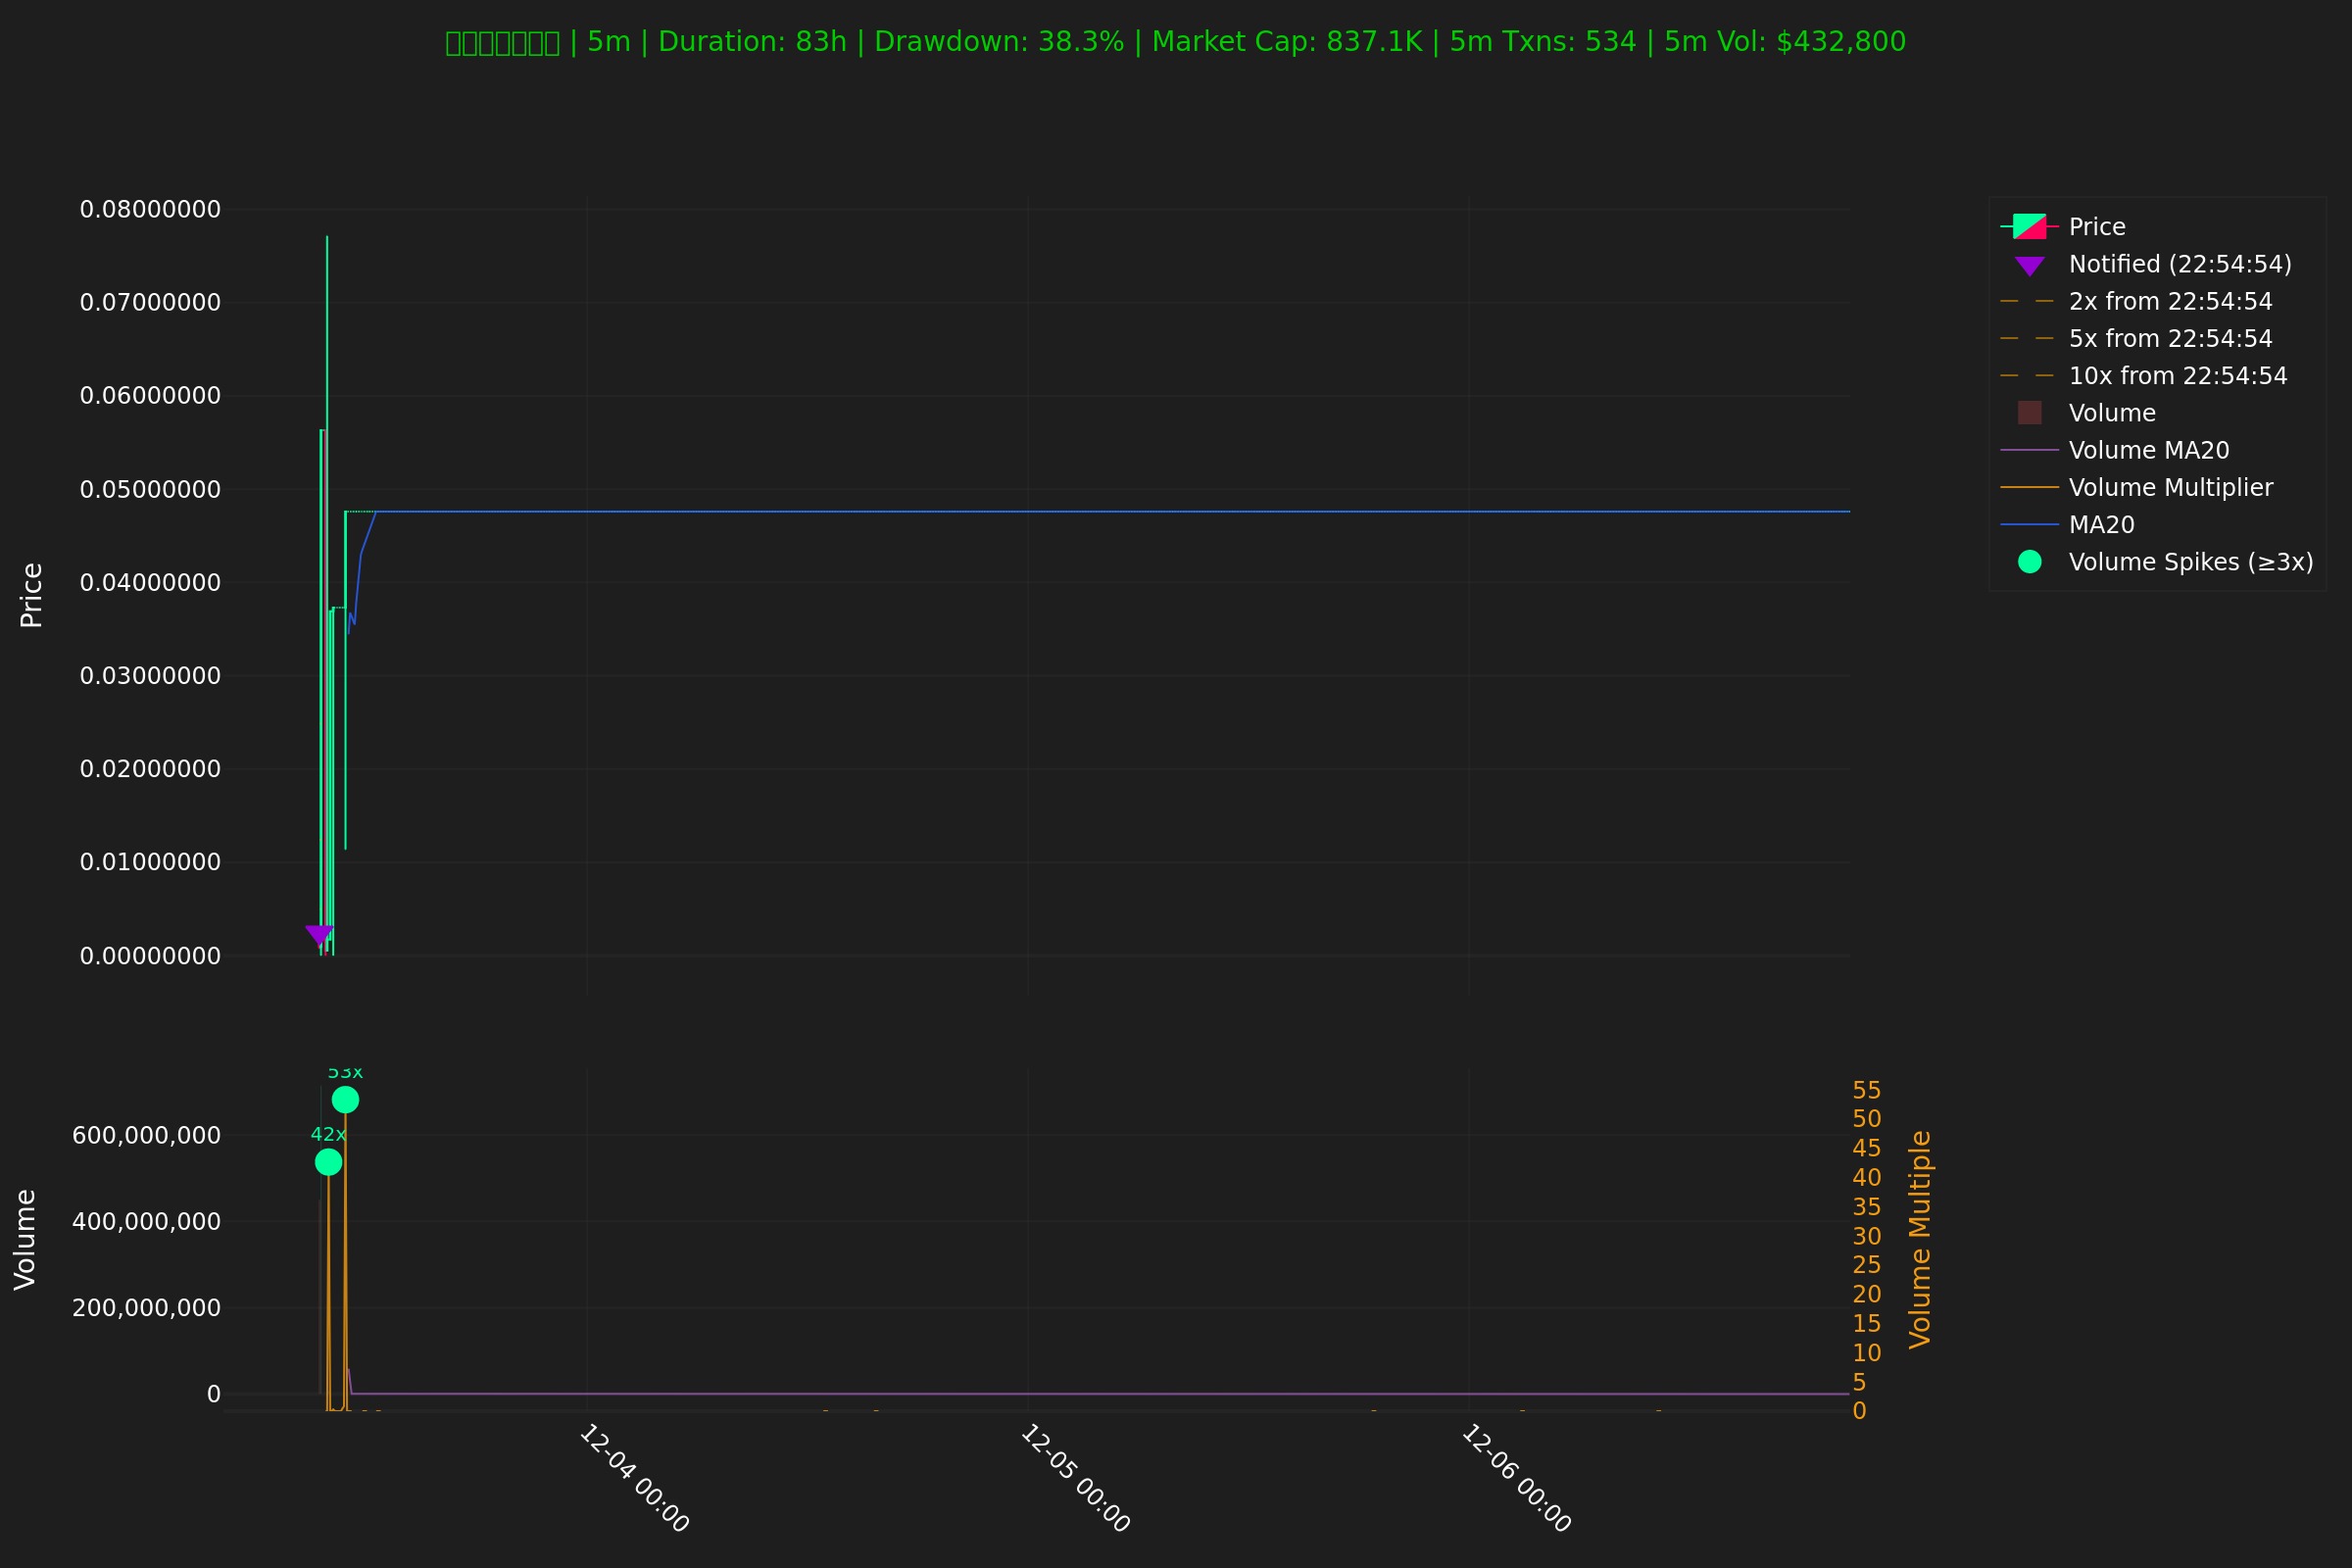 | 5m | Duration: 83h | Drawdown: 38.3% | Market Cap: 837.1K | 5m Txns: 534 | 5m Vol: $432,800
0.08000000
0.07000000
0.06000000
0.05000000
0.04000000
0.03000000
0.02000000
0.01000000
0.00000000
Price
Price
Notified (22:54:54)
2x from 22:54:54
5x from 22:54:54
10x from 22:54:54
Volume
Volume MA20
Volume Multiplier
MA20
Volume Spikes (≥3x)
53x
42x
600,000,000
400,000,000
200,000,000
0
Volume
55
50
45
40
35
30
25
20
15
10
5
0
Volume Multiple
12-04 00:00
12-05 00:00
12-06 00:00